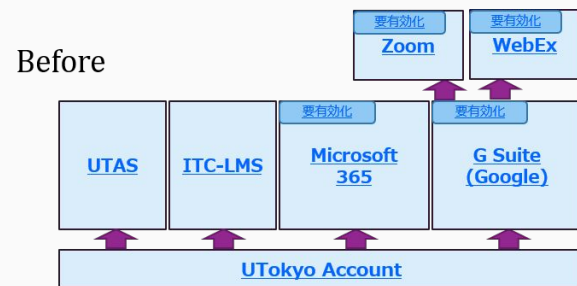 Before
要有効化
Zoom
要有効化
WebEx
UTAS
ITC-LMS
要有効化
Microsoft
365
要有効化
G Suite
(Google)
UTokyo Account